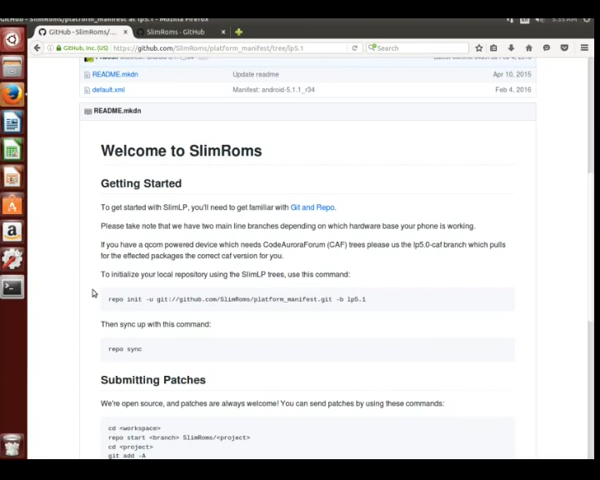 SlimRoms/platform_manifest at lp5.1 - Mozilla Firefox
5:35 AM
GitHub - SlimRoms/...
SlimRoms · GitHub
GitHub, Inc. (US)
https://github.com/SlimRoms/platform_manifest/tree/lp5.1
Search
README.mkdn
Update readme
Apr 10, 2015
default.xml
Manifest: android-5.1.1_r34
Feb 4, 2016
README.mkdn
Welcome to SlimRoms
Getting Started
To get started with SlimLP, you'll need to get familiar with Git and Repo.
Please take note that we have two main line branches depending on which hardware base your phone is working.
If you have a qcom powered device which needs CodeAuroraForum (CAF) trees please us the lp5.0-caf branch which pulls
for the effected packages the correct caf version for you.
To initialize your local repository using the SlimLP trees, use this command:
repo init -u git://github.com/SlimRoms/platform_manifest.git -b lp5.1
Then sync up with this command:
repo sync
Submitting Patches
We're open source, and patches are always welcome! You can send patches by using these commands:
cd <workspace>
repo start <branch> SlimRoms/<project>
cd <project>
git add -A